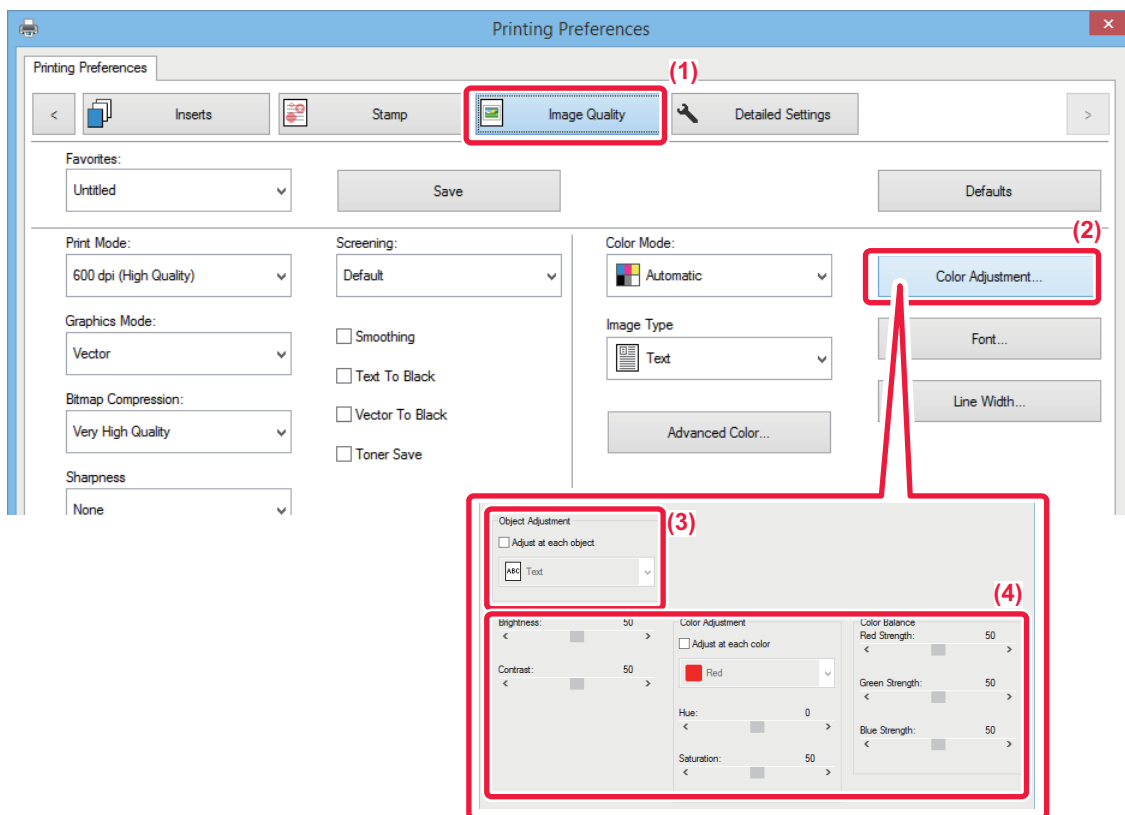 Printing Preferences
Printing Preferences
(1)
<
Inserts
Stamp
Image Quality
Detailed Settings
>
Favorites:
Untitled
Save
Defaults
(2)
Print Mode:
600 dpi (High Quality)
Screening:
Default
Color Mode:
Automatic
Color Adjustment...
Graphics Mode:
Vector
Smoothing
Text To Black
Image Type
Text
Font...
Bitmap Compression:
Very High Quality
Vector To Black
Toner Save
Advanced Color...
Line Width...
Sharpness
None
(3)
Object Adjustment
Adjust at each object
ABC Text
(4)
Brightness: 50
< >
Contrast: 50
< >
Color Adjustment
Adjust at each color
Red
Hue: 0
< >
Saturation: 50
< >
Color Balance
Red Strength: 50
< >
Green Strength: 50
< >
Blue Strength: 50
< >